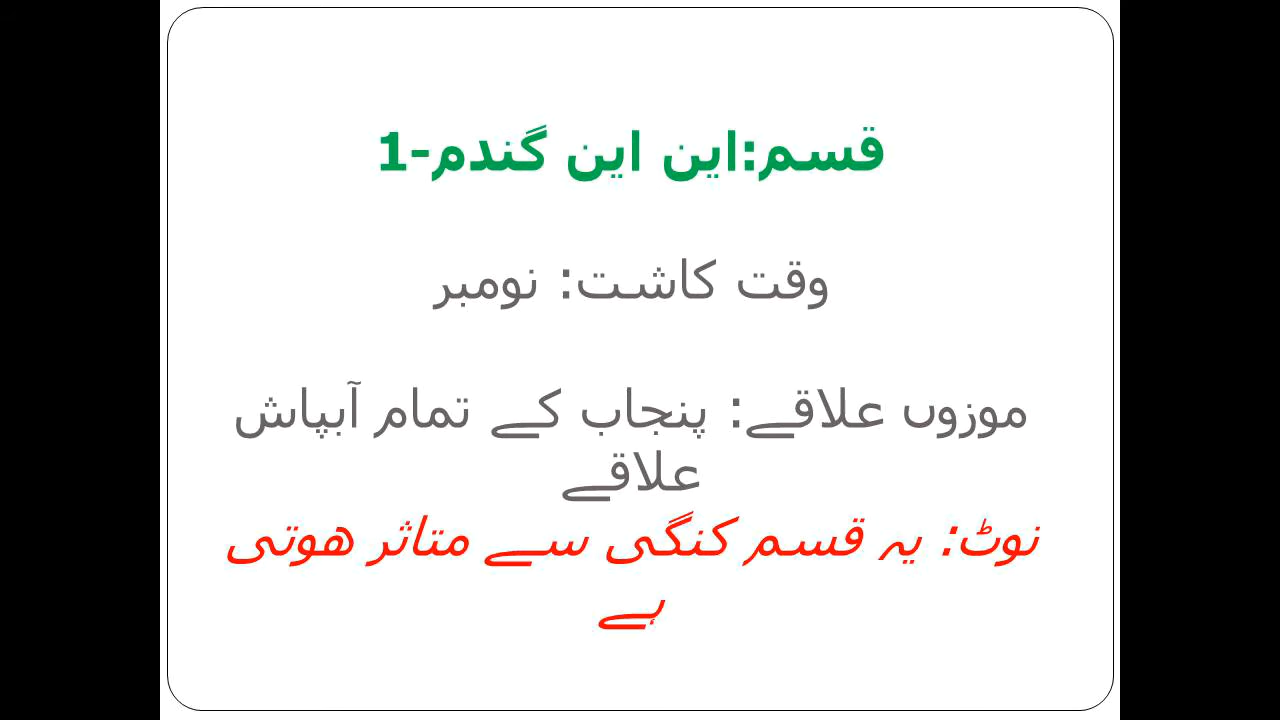 قسم:این این گندم-1
وقت کاشت: نومبر
موزوں علاقے: پنجاب کے تمام آبپاش
علاقے
نوٹ: یہ قسم کنگی سے متاثر ھوتی
ہے